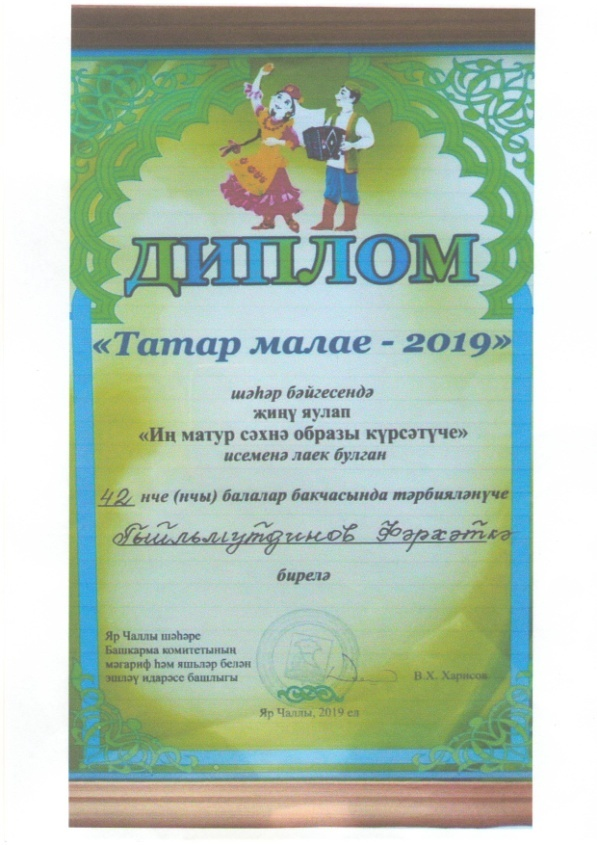 ДИПЛОМ
«Татар малае - 2019»
шәһәр бәйгесендә
җиңү яулап
«Иң матур сәхнә образы күрсәтүче»
исеменә лаек булган
42 нче (нчы) балалар бакчасында тәрбияләнүче
Гыйльмутдинов Фәрхәткә
бирелә
Яр Чаллы шәһәре
Башкарма комитетының
мәгариф һәм яшьләр белән
эшләү идарәсе башлыгы
В.Х. Харисов
Яр Чаллы, 2019 ел